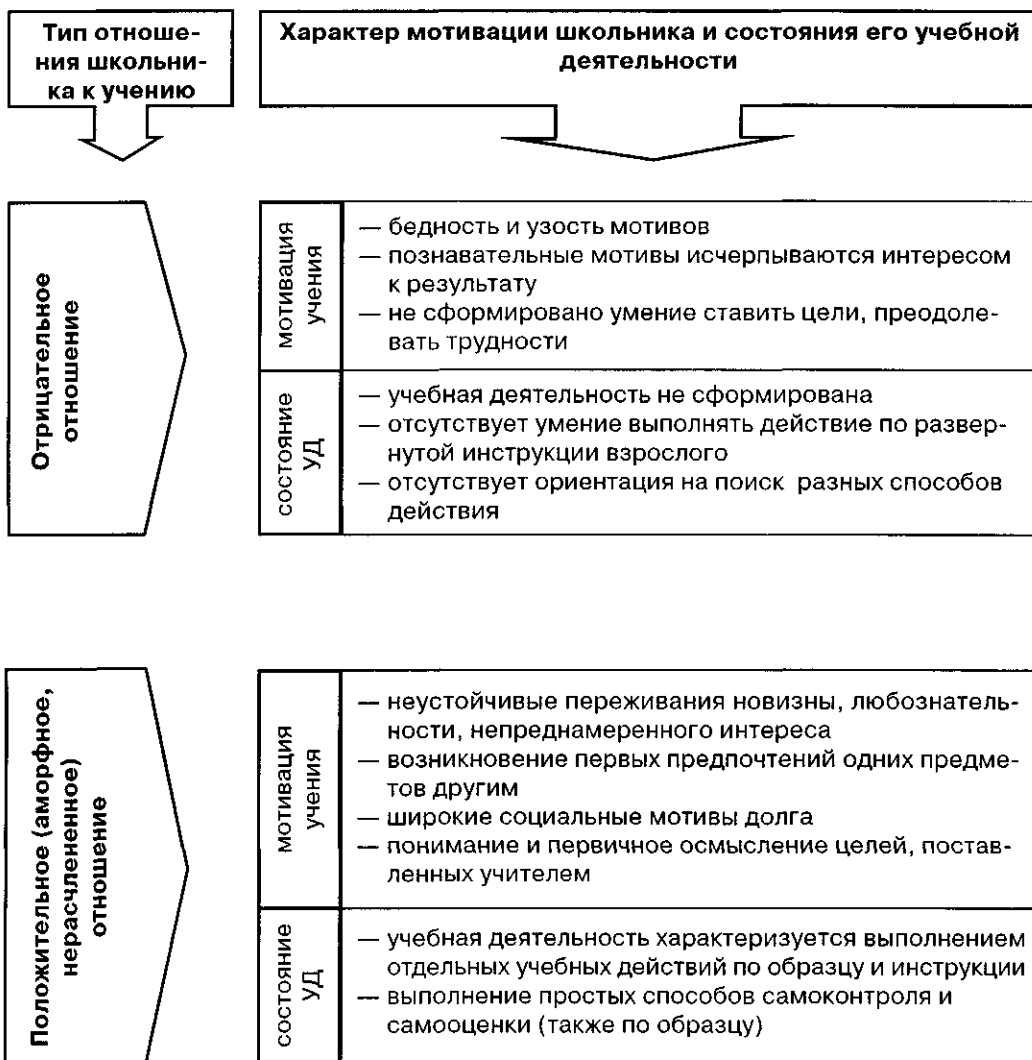 Тип отноше-
ния школьни-
ка к учению
Характер мотивации школьника и состояния его учебной
деятельности
Отрицательное
отношение
мотивация
учения
— бедность и узость мотивов
— познавательные мотивы исчерпываются интересом
к результату
— не сформировано умение ставить цели, преодоле-
вать трудности
состояние
УД
— учебная деятельность не сформирована
— отсутствует умение выполнять действие по развер-
нутой инструкции взрослого
— отсутствует ориентация на поиск разных способов
действия
Положительное (аморфное,
нерасчлененное)
отношение
мотивация
учения
— неустойчивые переживания новизны, любознатель-
ности, непреднамеренного интереса
— возникновение первых предпочтений одних предме-
тов другим
— широкие социальные мотивы долга
— понимание и первичное осмысление целей, постав-
ленных учителем
состояние
УД
— учебная деятельность характеризуется выполнением
отдельных учебных действий по образцу и инструкции
— выполнение простых способов самоконтроля и
самооценки (также по образцу)